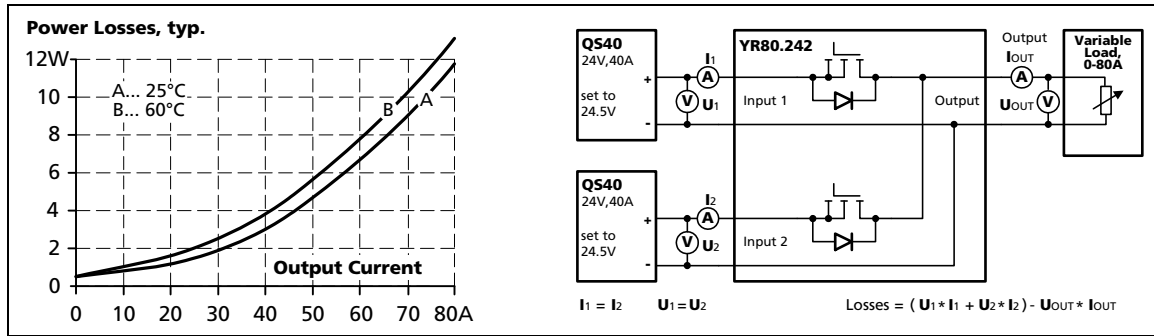 Power Losses, typ.
12W
10
8
6
4
2
0
A... 25°C
B... 60°C
B
A
Output Current
0 10 20 30 40 50 60 70 80A
QS40
24V,40A
set to
24.5V
+
-
V U1
I1
A
YR80.242
Input 1
Output
Output
IOUT
A
UOUT V
Variable
Load,
0-80A
QS40
24V,40A
set to
24.5V
+
-
V U2
I2
A
Input 2
I1 = I2 U1=U2 Losses = ( U1* I1 + U2* I2 ) - UOUT* IOUT